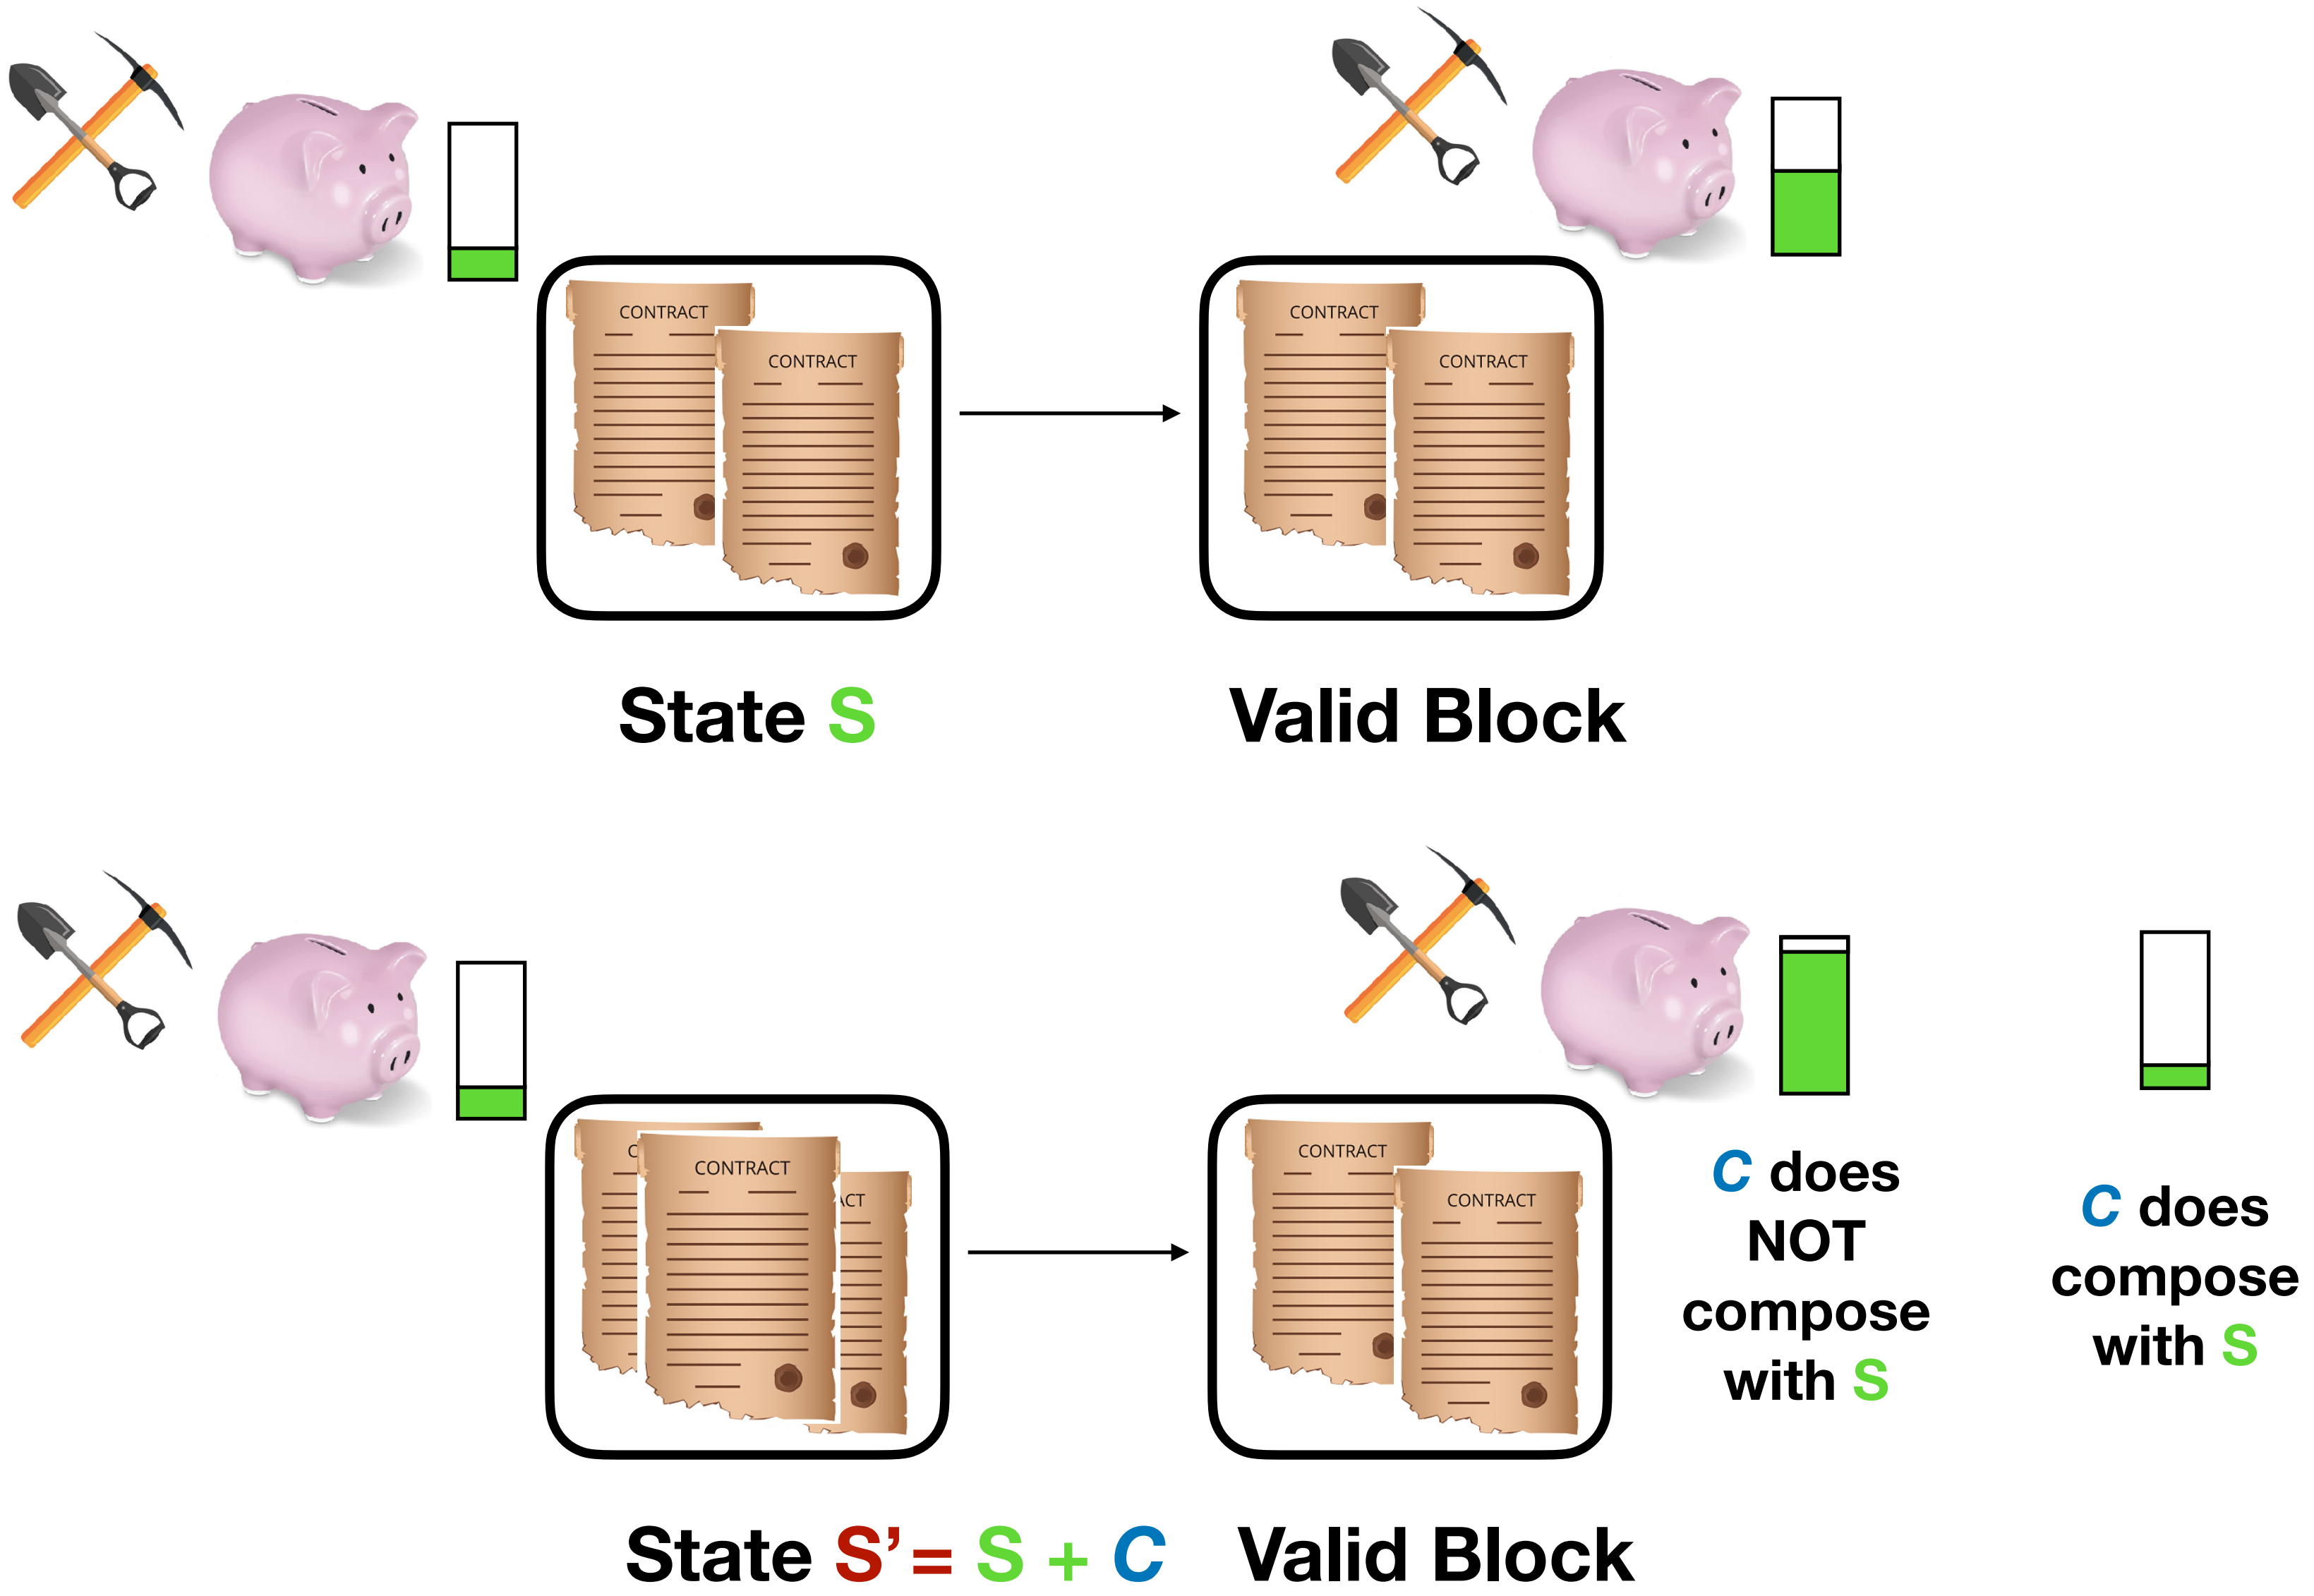 CONTRACT
CONTRACT
CONTRACT
CONTRACT
State S
Valid Block
C
CONTRACT
ACT
CONTRACT
CONTRACT
C does
NOT
compose
with S
C does
compose
with S
State S’= S + C
Valid Block